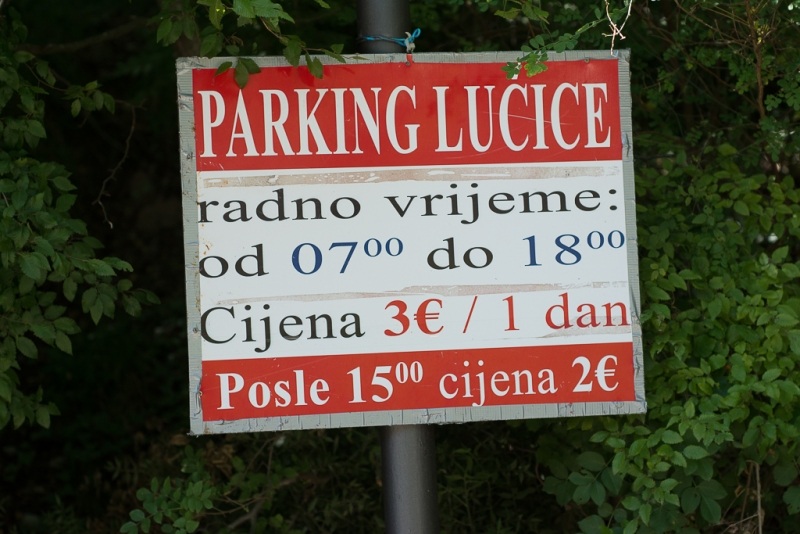 PARKING LUCICE
radno vrijeme:
od 07⁰⁰ do 18⁰⁰
Cijena 3€ / 1 dan
Posle 15⁰⁰ cijena 2€